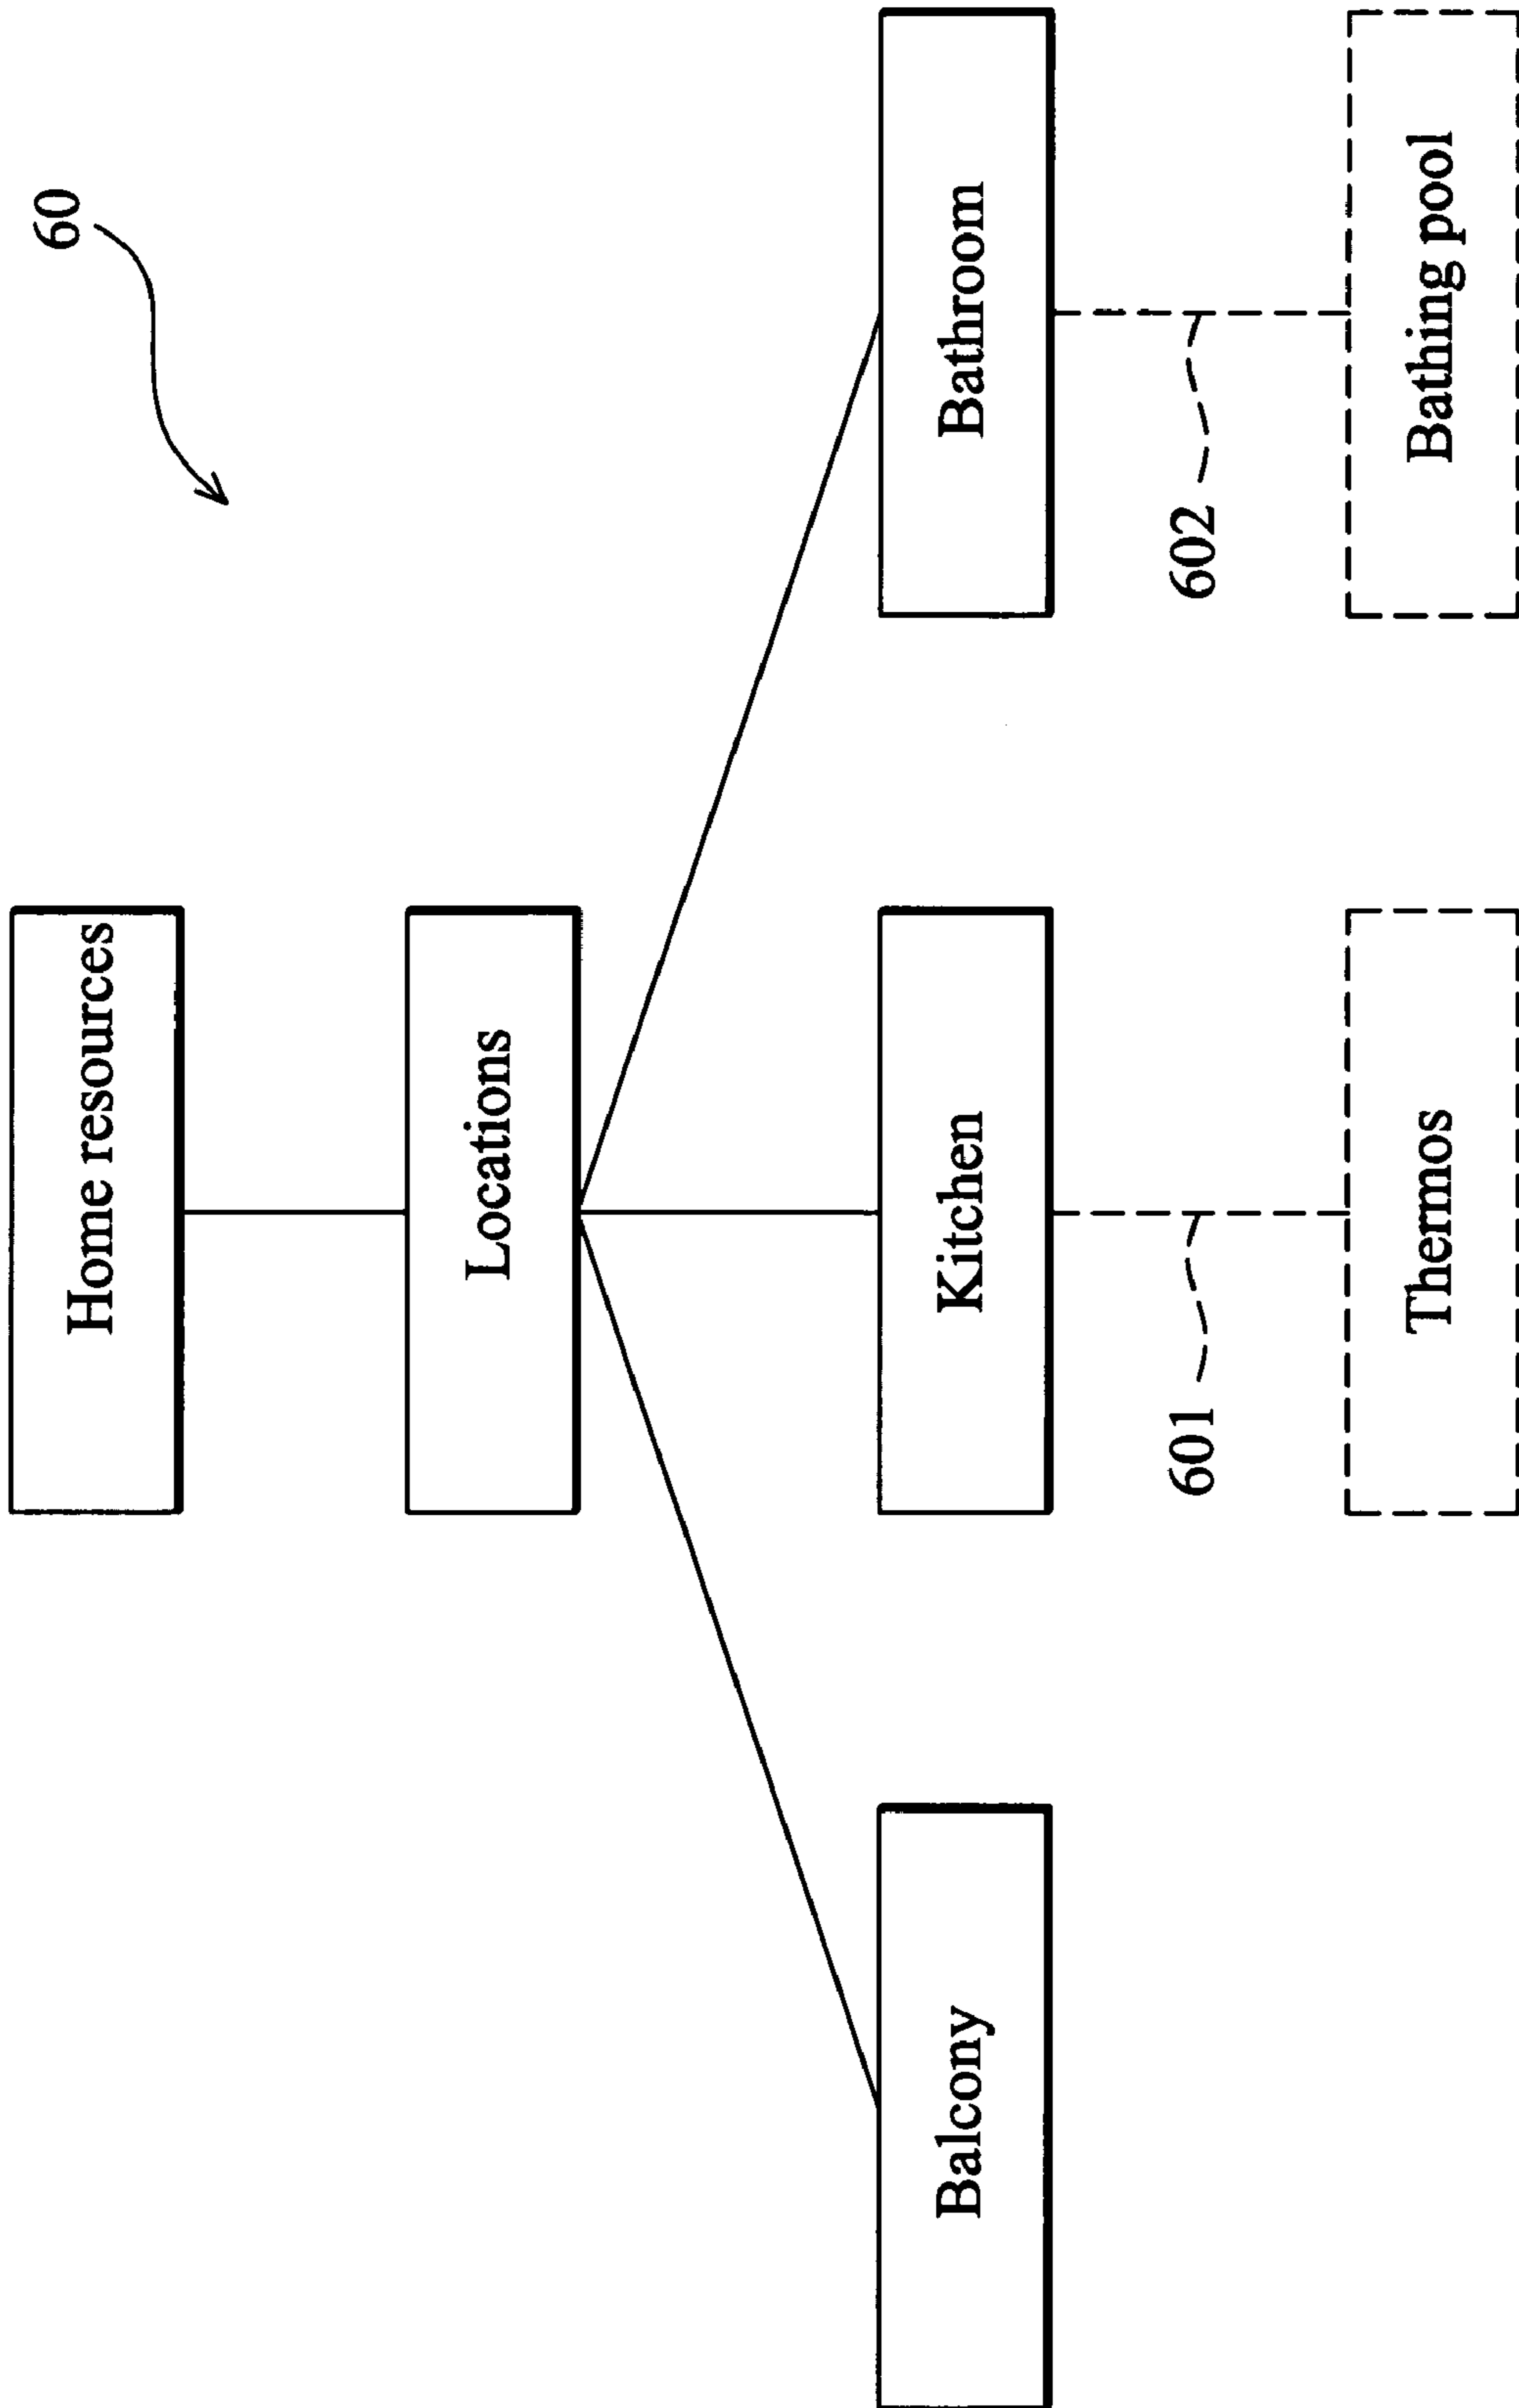 60
Home resources
Locations
Balcony
Kitchen
Bathroom
601
602
Thermos
Bathing pool